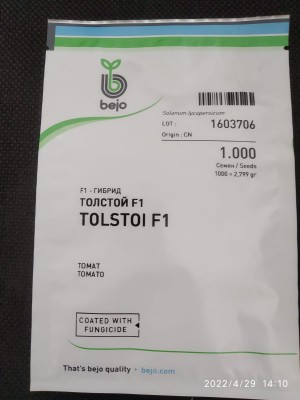 bejo
Solanum lycopersicum
LOT : 1603706
Origin : CN
1.000
Семен / Seeds
1000 = 2,799 gr
F1 - ГИБРИД
ТОЛСТОЙ F1
TOLSTOI F1
ТОМАТ
TOMATO
COATED WITH
FUNGICIDE
That's bejo quality • bejo.com
2022/4/29 14:10